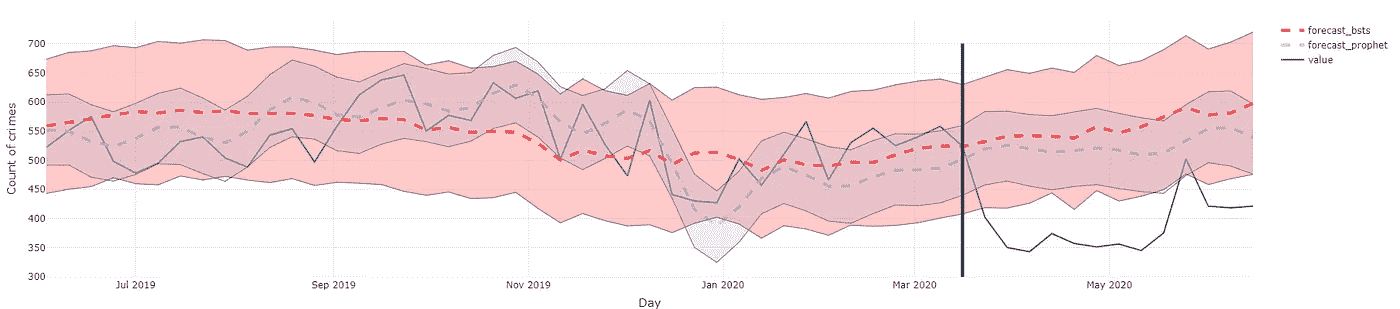 700
650
600
550
500
450
400
350
300
Count of crimes
Jul 2019
Sep 2019
Nov 2019
Jan 2020
Mar 2020
May 2020
Day
forecast_bsts
forecast_prophet
value